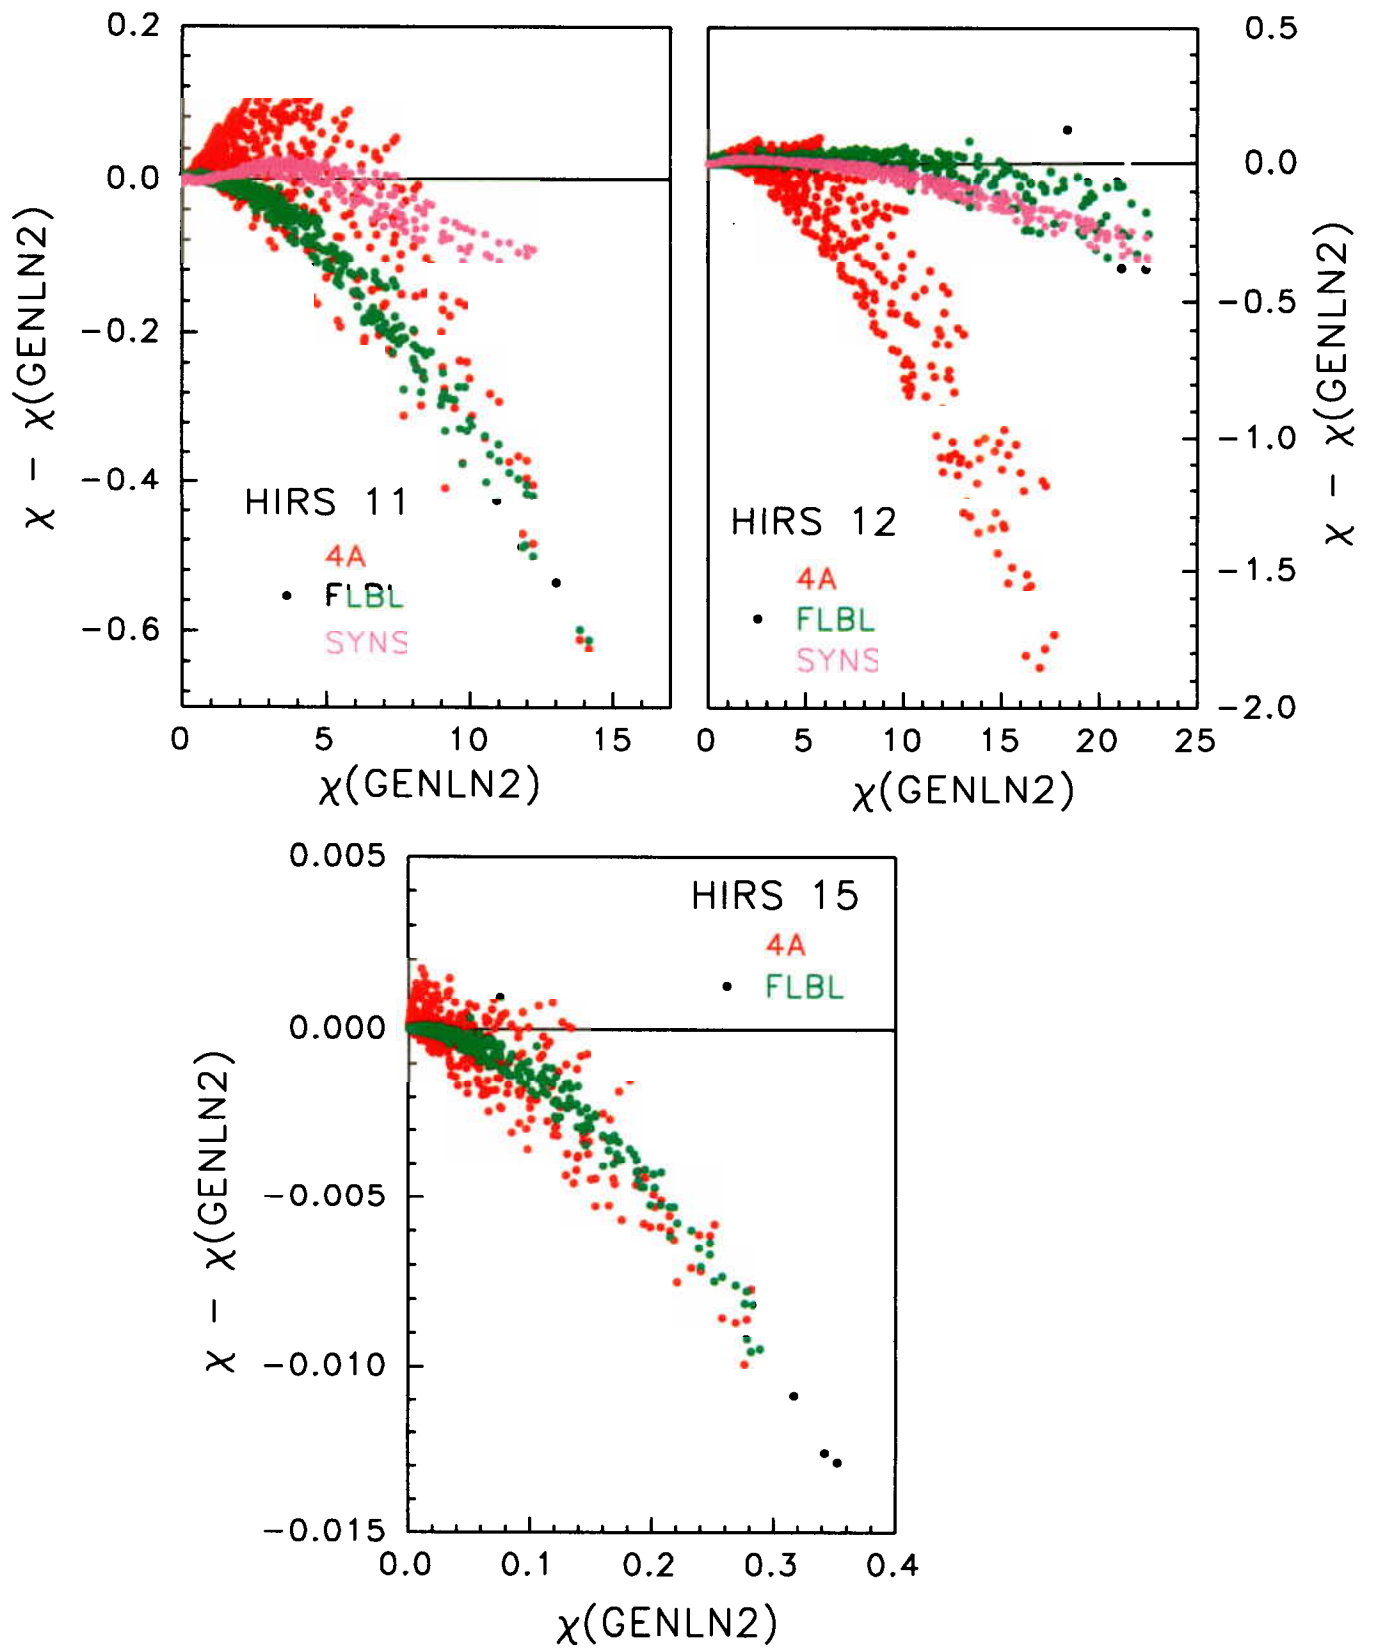 0.2
0.0
−0.2
−0.4
−0.6
χ − χ(GENLN2)
HIRS 11
4A
FLBL
SYNS
0 5 10 15
χ(GENLN2)
0.5
0.0
−0.5
−1.0
−1.5
−2.0
χ − χ(GENLN2)
HIRS 12
4A
FLBL
SYNS
0 5 10 15 20 25
χ(GENLN2)
0.005
0.000
−0.005
−0.010
−0.015
χ − χ(GENLN2)
HIRS 15
4A
FLBL
0.0 0.1 0.2 0.3 0.4
χ(GENLN2)